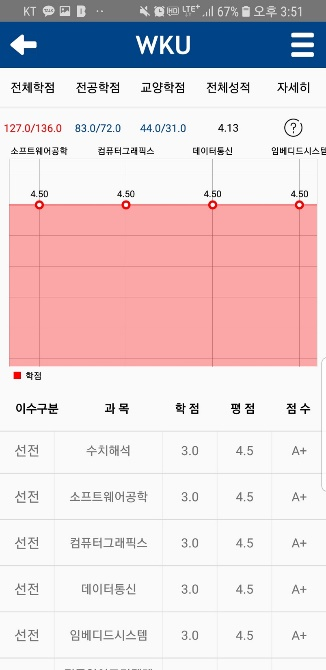 KT 67% 오후 3:51
WKU
전체학점 전공학점 교양학점 전체성적 자세히
127.0/136.0 83.0/72.0 44.0/31.0 4.13 ?
소프트웨어공학 컴퓨터그래픽스 데이터통신 임베디드시스템
4.50 4.50 4.50 4.50
학점
이수구분 과 목 학 점 평 점 점 수
선전 수치해석 3.0 4.5 A+
선전 소프트웨어공학 3.0 4.5 A+
선전 컴퓨터그래픽스 3.0 4.5 A+
선전 데이터통신 3.0 4.5 A+
선전 임베디드시스템 3.0 4.5 A+